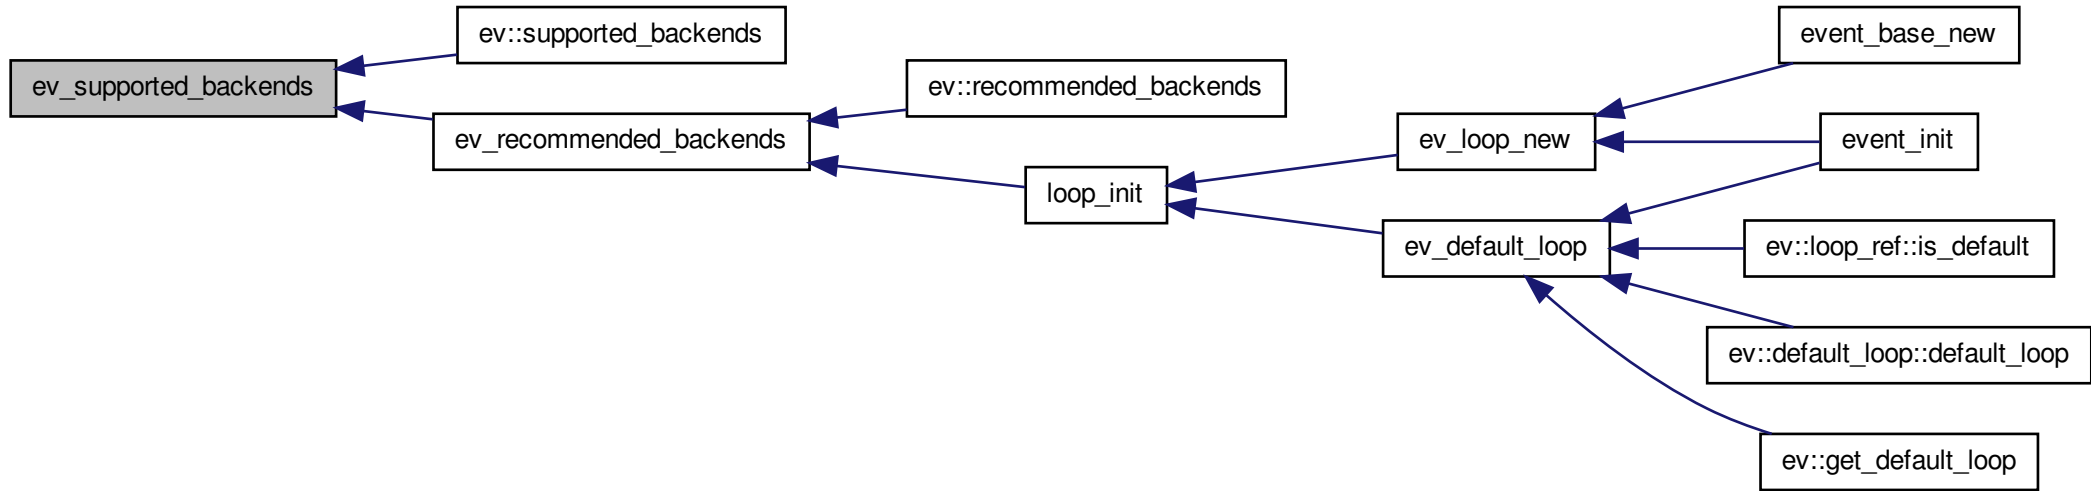 ev_supported_backends
ev::supported_backends
ev_recommended_backends
ev::recommended_backends
loop_init
ev_loop_new
ev_default_loop
event_base_new
event_init
ev::loop_ref::is_default
ev::default_loop::default_loop
ev::get_default_loop